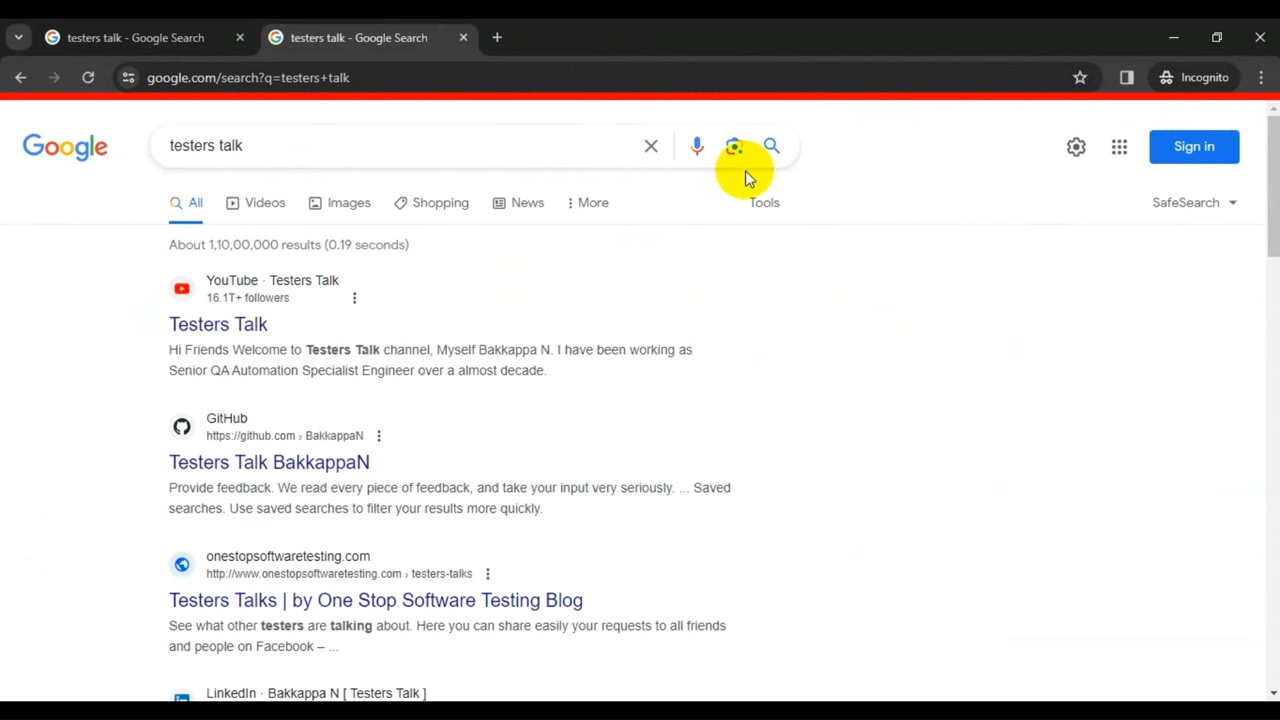 testers talk - Google Search
testers talk - Google Search
google.com/search?q=testers+talk
Incognito
Google
testers talk
Sign in
All
Videos
Images
Shopping
News
More
Tools
SafeSearch
About 1,10,00,000 results (0.19 seconds)
YouTube · Testers Talk
16.1T+ followers
Testers Talk
Hi Friends Welcome to Testers Talk channel, Myself Bakkappa N. I have been working as
Senior QA Automation Specialist Engineer over a almost decade.
GitHub
https://github.com › BakkappaN
Testers Talk BakkappaN
Provide feedback. We read every piece of feedback, and take your input very seriously. ... Saved
searches. Use saved searches to filter your results more quickly.
onestopsoftwaretesting.com
http://www.onestopsoftwaretesting.com › testers-talks
Testers Talks | by One Stop Software Testing Blog
See what other testers are talking about. Here you can share easily your requests to all friends
and people on Facebook – ...
LinkedIn · Bakkappa N [ Testers Talk ]